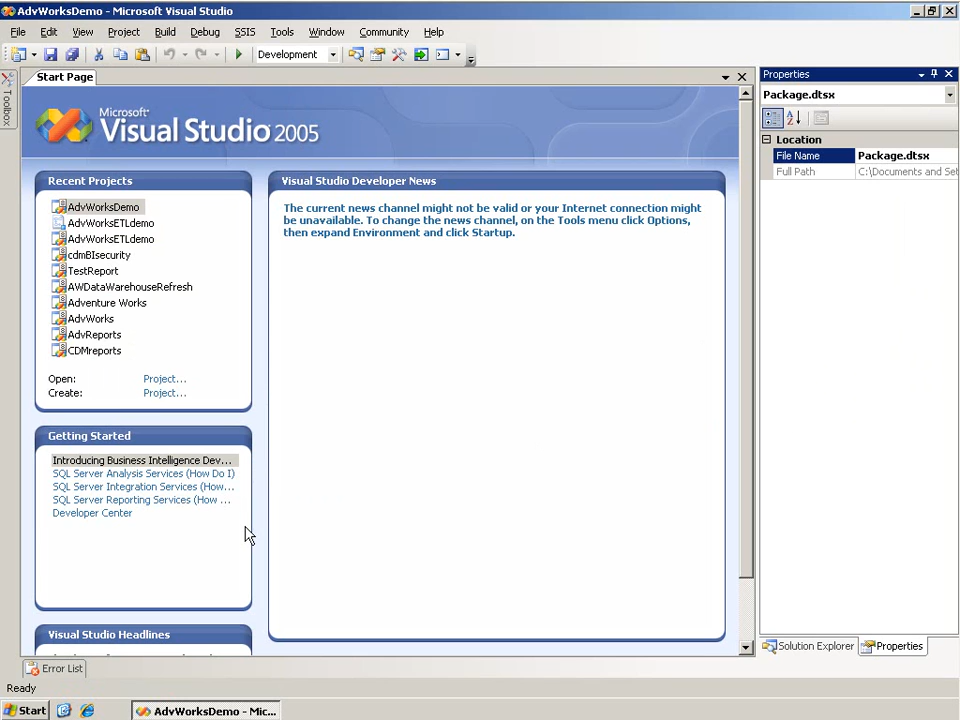 AdvWorksDemo - Microsoft Visual Studio
File Edit View Project Build Debug SSIS Tools Window Community Help
Development
Toolbox
Start Page
Microsoft
Visual Studio 2005
Recent Projects
AdvWorksDemo
AdvWorksETLdemo
AdvWorksETLdemo
cdmBIsecurity
TestReport
AWDataWarehouseRefresh
Adventure Works
AdvWorks
AdvReports
CDMreports
Open: Project...
Create: Project...
Getting Started
Introducing Business Intelligence Dev...
SQL Server Analysis Services (How Do I)
SQL Server Integration Services (How...
SQL Server Reporting Services (How ...
Developer Center
Visual Studio Headlines
Visual Studio Developer News
The current news channel might not be valid or your Internet connection might
be unavailable. To change the news channel, on the Tools menu click Options,
then expand Environment and click Startup.
Properties
Package.dtsx
Location
File Name Package.dtsx
Full Path C:\Documents and Set
Solution Explorer Properties
Error List
Ready
Start AdvWorksDemo - Mic...